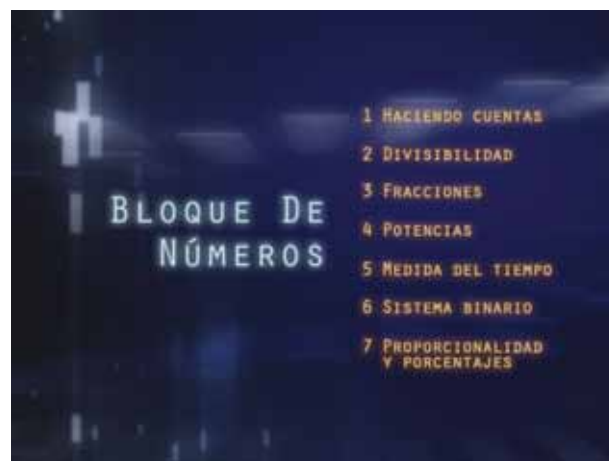 Bloque De
Números
1 Haciendo cuentas
2 Divisibilidad
3 Fracciones
4 Potencias
5 Medida del tiempo
6 Sistema binario
7 Proporcionalidad
y porcentajes